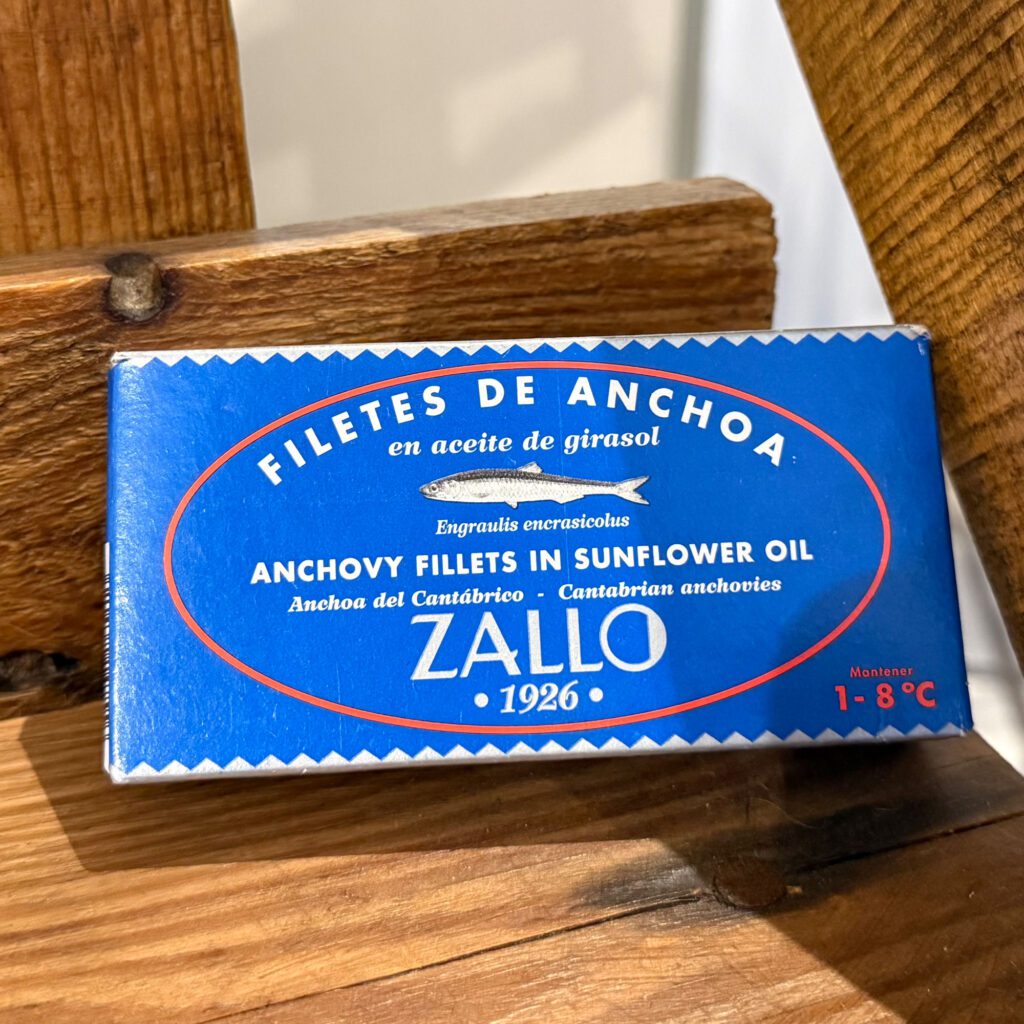 FILETES DE ANCHOA
en aceite de girasol
Engraulis encrasicolus
ANCHOVY FILLETS IN SUNFLOWER OIL
Anchoa del Cantábrico - Cantabrian anchovies
ZALLO
• 1926 •
Mantener
1- 8 °C